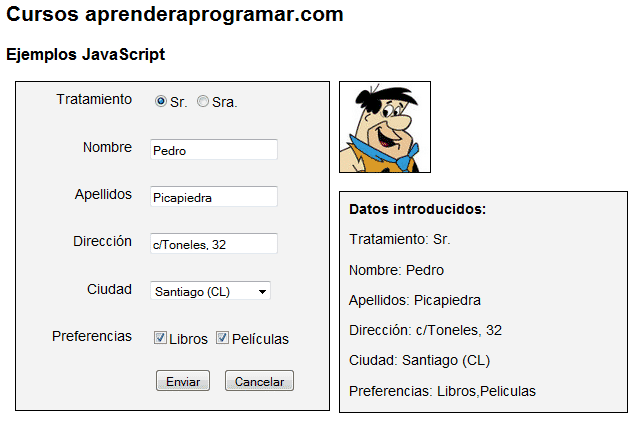 Cursos aprenderaprogramar.com
Ejemplos JavaScript
Tratamiento Sr. Sra.
Nombre Pedro
Apellidos Picapiedra
Dirección c/Toneles, 32
Ciudad Santiago (CL)
Preferencias Libros Películas
Enviar Cancelar
Datos introducidos:
Tratamiento: Sr.
Nombre: Pedro
Apellidos: Picapiedra
Dirección: c/Toneles, 32
Ciudad: Santiago (CL)
Preferencias: Libros,Peliculas